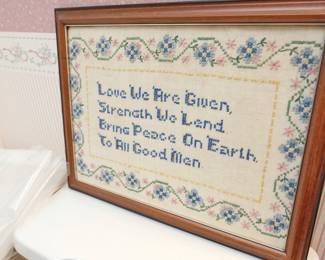 Love We Are Given,
Strength We Lend
Bring Peace On Earth,
To All Good Men